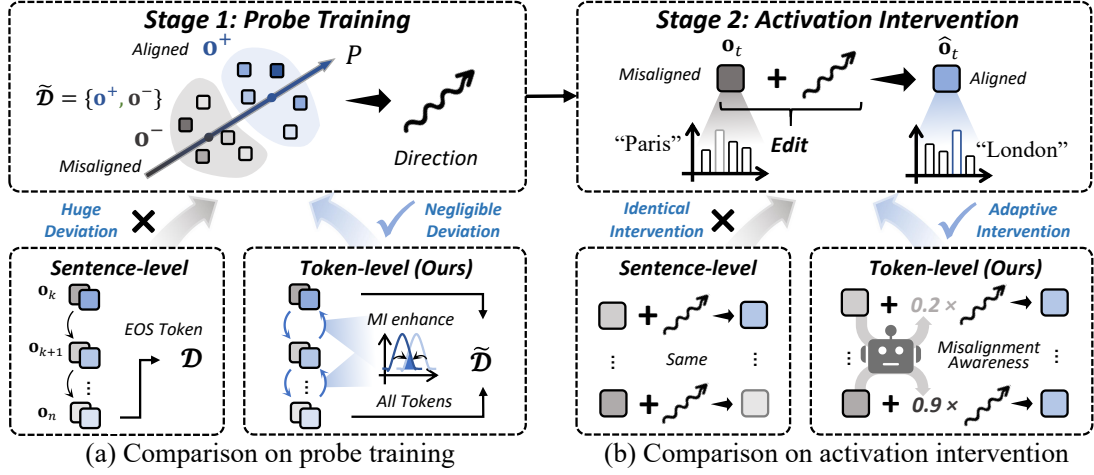 Stage 1: Probe Training
Aligned
𝐨⁺
P
𝒟̃ = {𝐨⁺, 𝐨⁻}
𝐨⁻
Misaligned
Direction
Huge
Deviation
Negligible
Deviation
Sentence-level
𝐨ₖ
𝐨ₖ₊₁
⋮
𝐨ₙ
EOS Token
𝒟
Token-level (Ours)
MI enhance
𝒟̃
⋮
All Tokens
(a) Comparison on probe training
Stage 2: Activation Intervention
𝐨ₜ
𝐨̂ₜ
Misaligned
+
Aligned
“Paris”
Edit
“London”
Identical
Intervention
Adaptive
Intervention
Sentence-level
+
⋮ Same ⋮
+
Token-level (Ours)
+ 0.2 ×
⋮ Misalignment ⋮
Awareness
+ 0.9 ×
(b) Comparison on activation intervention